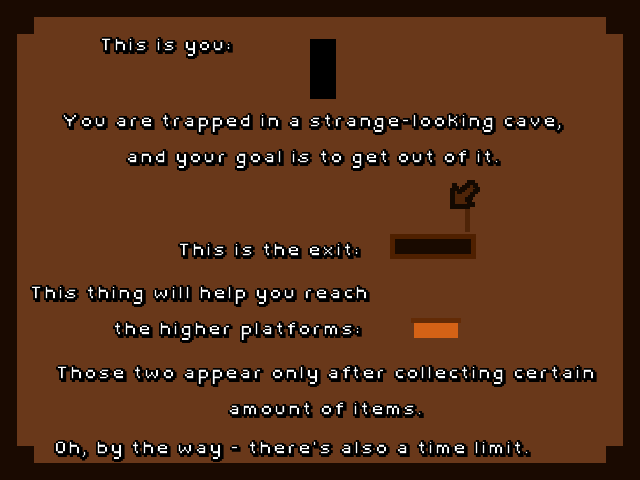 This is you:
You are trapped in a strange-looking cave,
and your goal is to get out of it.
This is the exit:
This thing will help you reach
the higher platforms:
Those two appear only after collecting certain
amount of items.
Oh, by the way - there's also a time limit.